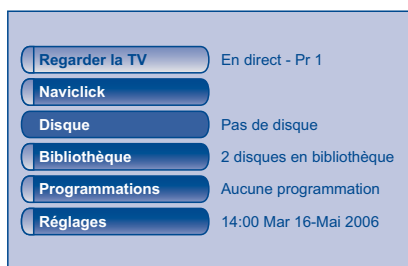 Regarder la TV En direct - Pr 1
Naviclick
Disque Pas de disque
Bibliothèque 2 disques en bibliothèque
Programmations Aucune programmation
Réglages 14:00 Mar 16-Mai 2006